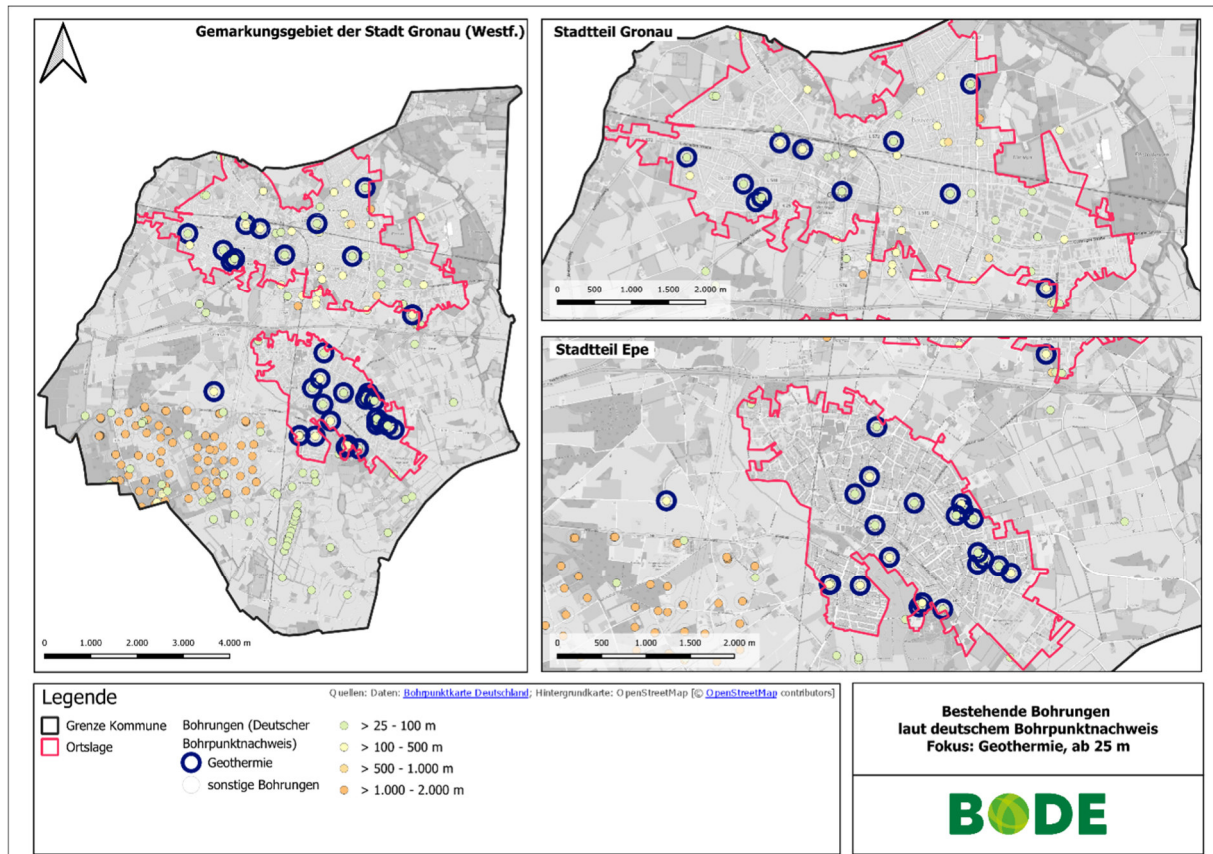 Gemarkungsgebiet der Stadt Gronau (Westf.)
0 1.000 2.000 3.000 4.000 m
Stadtteil Gronau
0 500 1.000 1.500 2.000 m
Stadtteil Epe
0 500 1.000 1.500 2.000 m
Legende
Quellen: Daten: Bohrpunktkarte Deutschland; Hintergrundkarte: OpenStreetMap [© OpenStreetMap contributors]
Grenze Kommune
Ortslage
Bohrungen (Deutscher
Bohrpunktnachweis)
Geothermie
sonstige Bohrungen
> 25 - 100 m
> 100 - 500 m
> 500 - 1.000 m
> 1.000 - 2.000 m
Bestehende Bohrungen
laut deutschem Bohrpunktnachweis
Fokus: Geothermie, ab 25 m
BODE